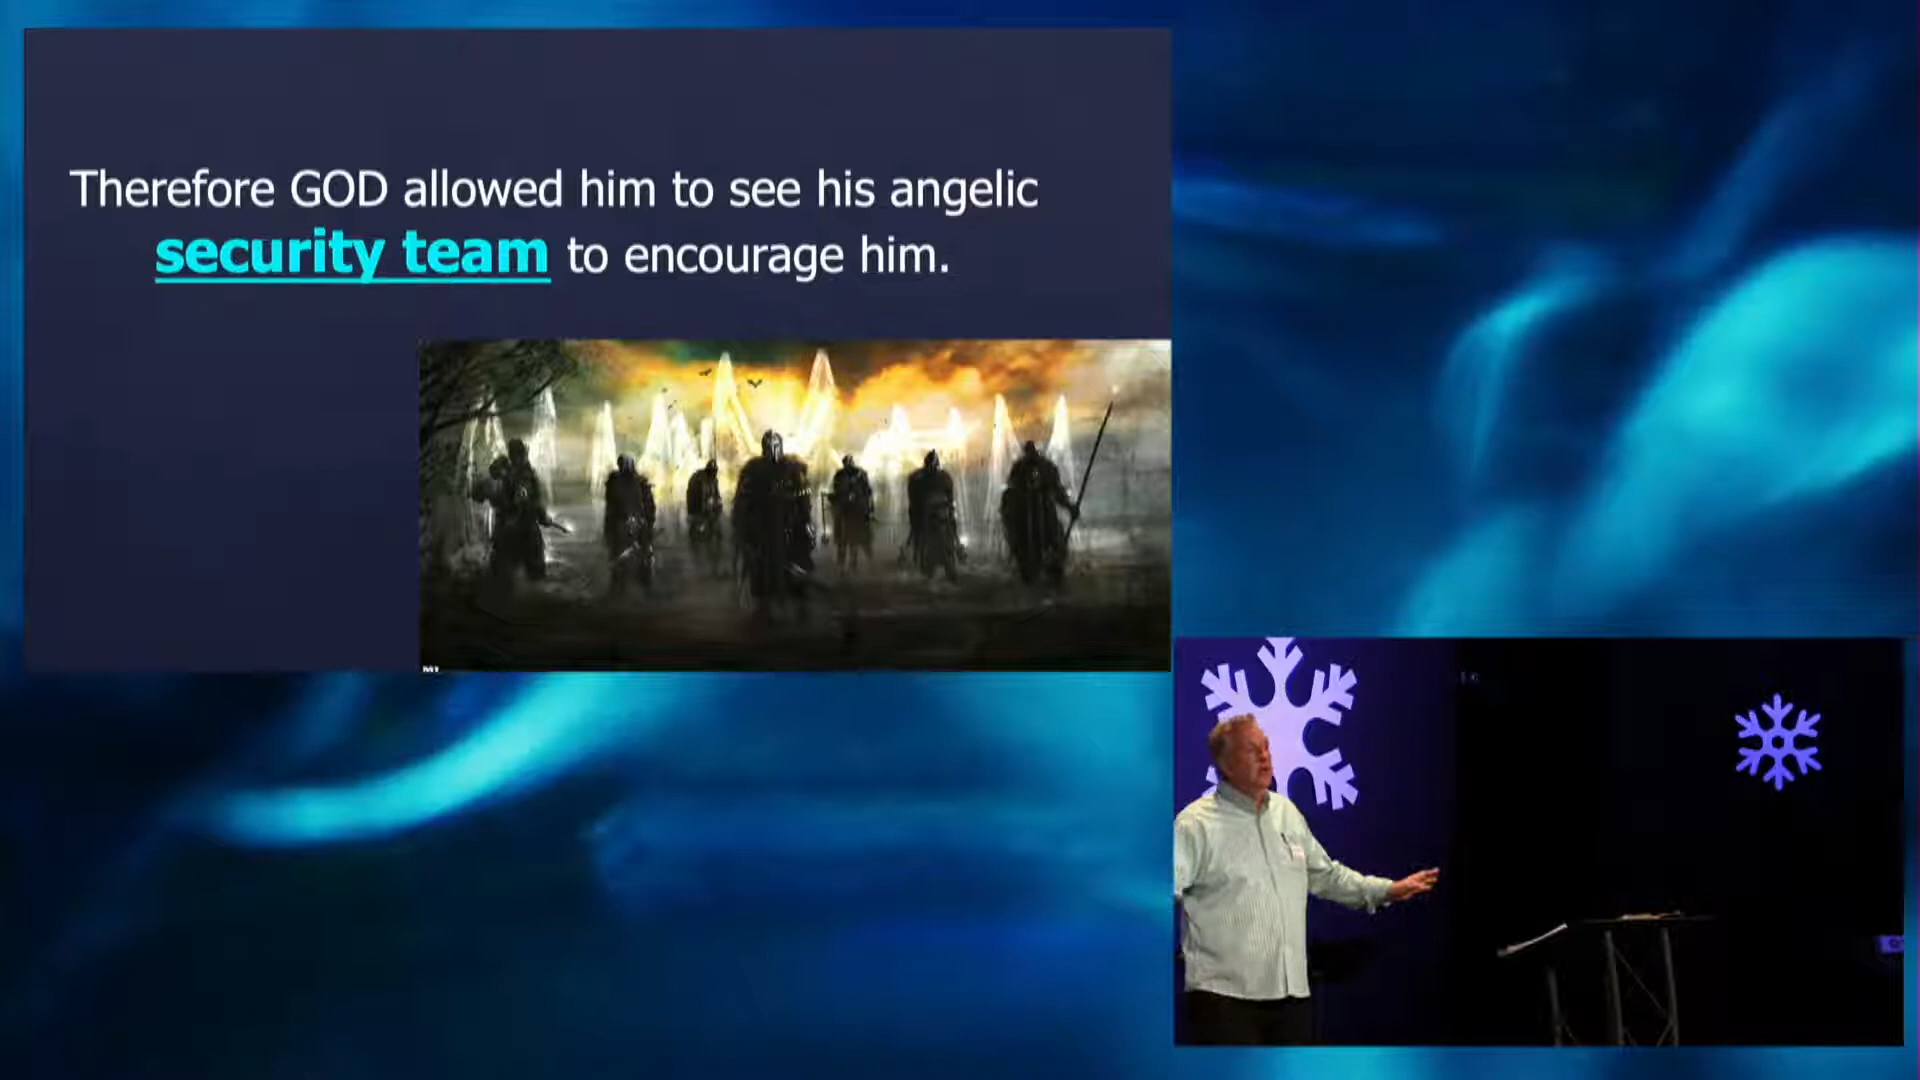 Therefore GOD allowed him to see his angelic
security team to encourage him.